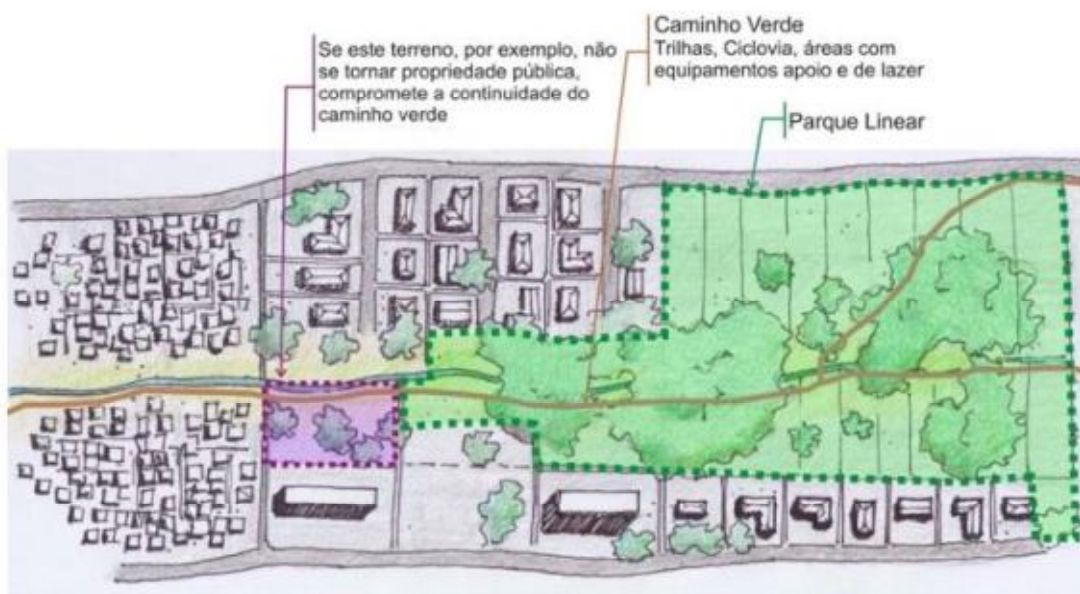 Se este terreno, por exemplo, não
se tornar propriedade pública,
compromete a continuidade do
caminho verde
Caminho Verde
Trilhas, Ciclovia, áreas com
equipamentos apoio e de lazer
Parque Linear